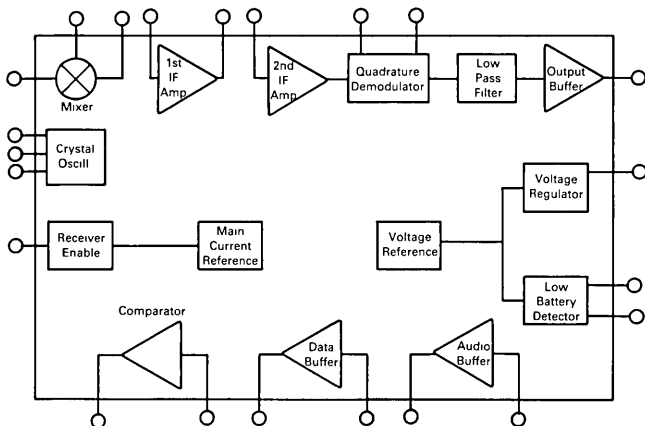 1st
IF
Amp
2nd
IF
Amp
Quadrature
Demodulator
Low
Pass
Filter
Output
Buffer
Mixer
Crystal
Oscill
Voltage
Regulator
Receiver
Enable
Main
Current
Reference
Voltage
Reference
Low
Battery
Detector
Comparator
Data
Buffer
Audio
Buffer